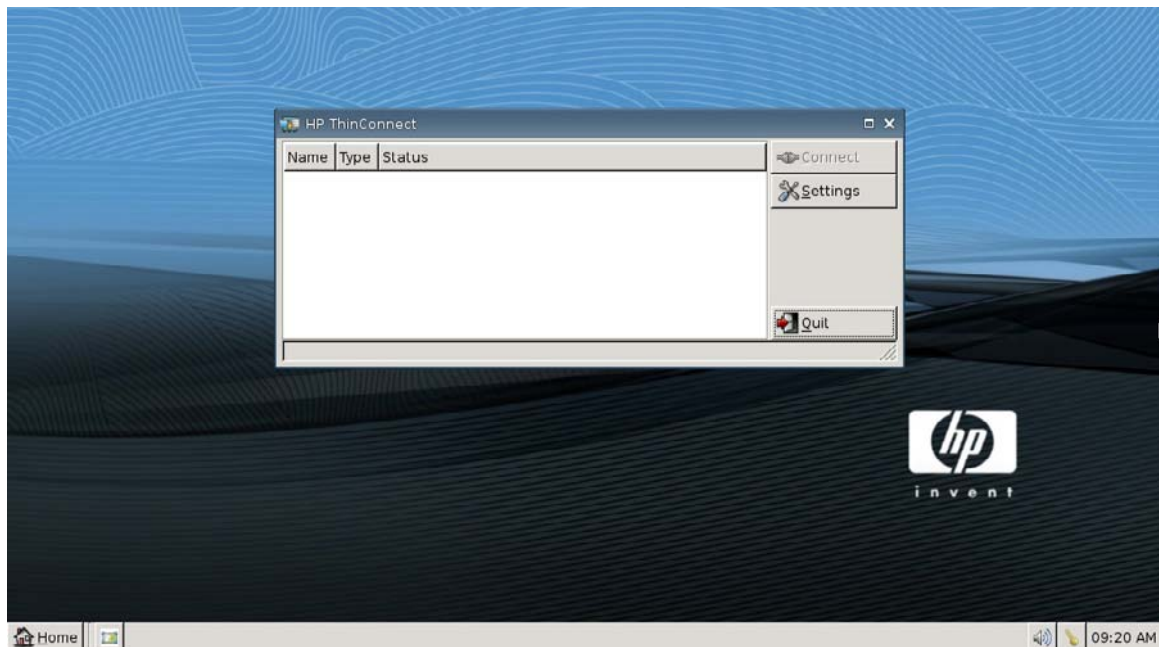 HP ThinConnect
Name Type Status
Connect
Settings
Quit
hp
invent
Home
09:20 AM